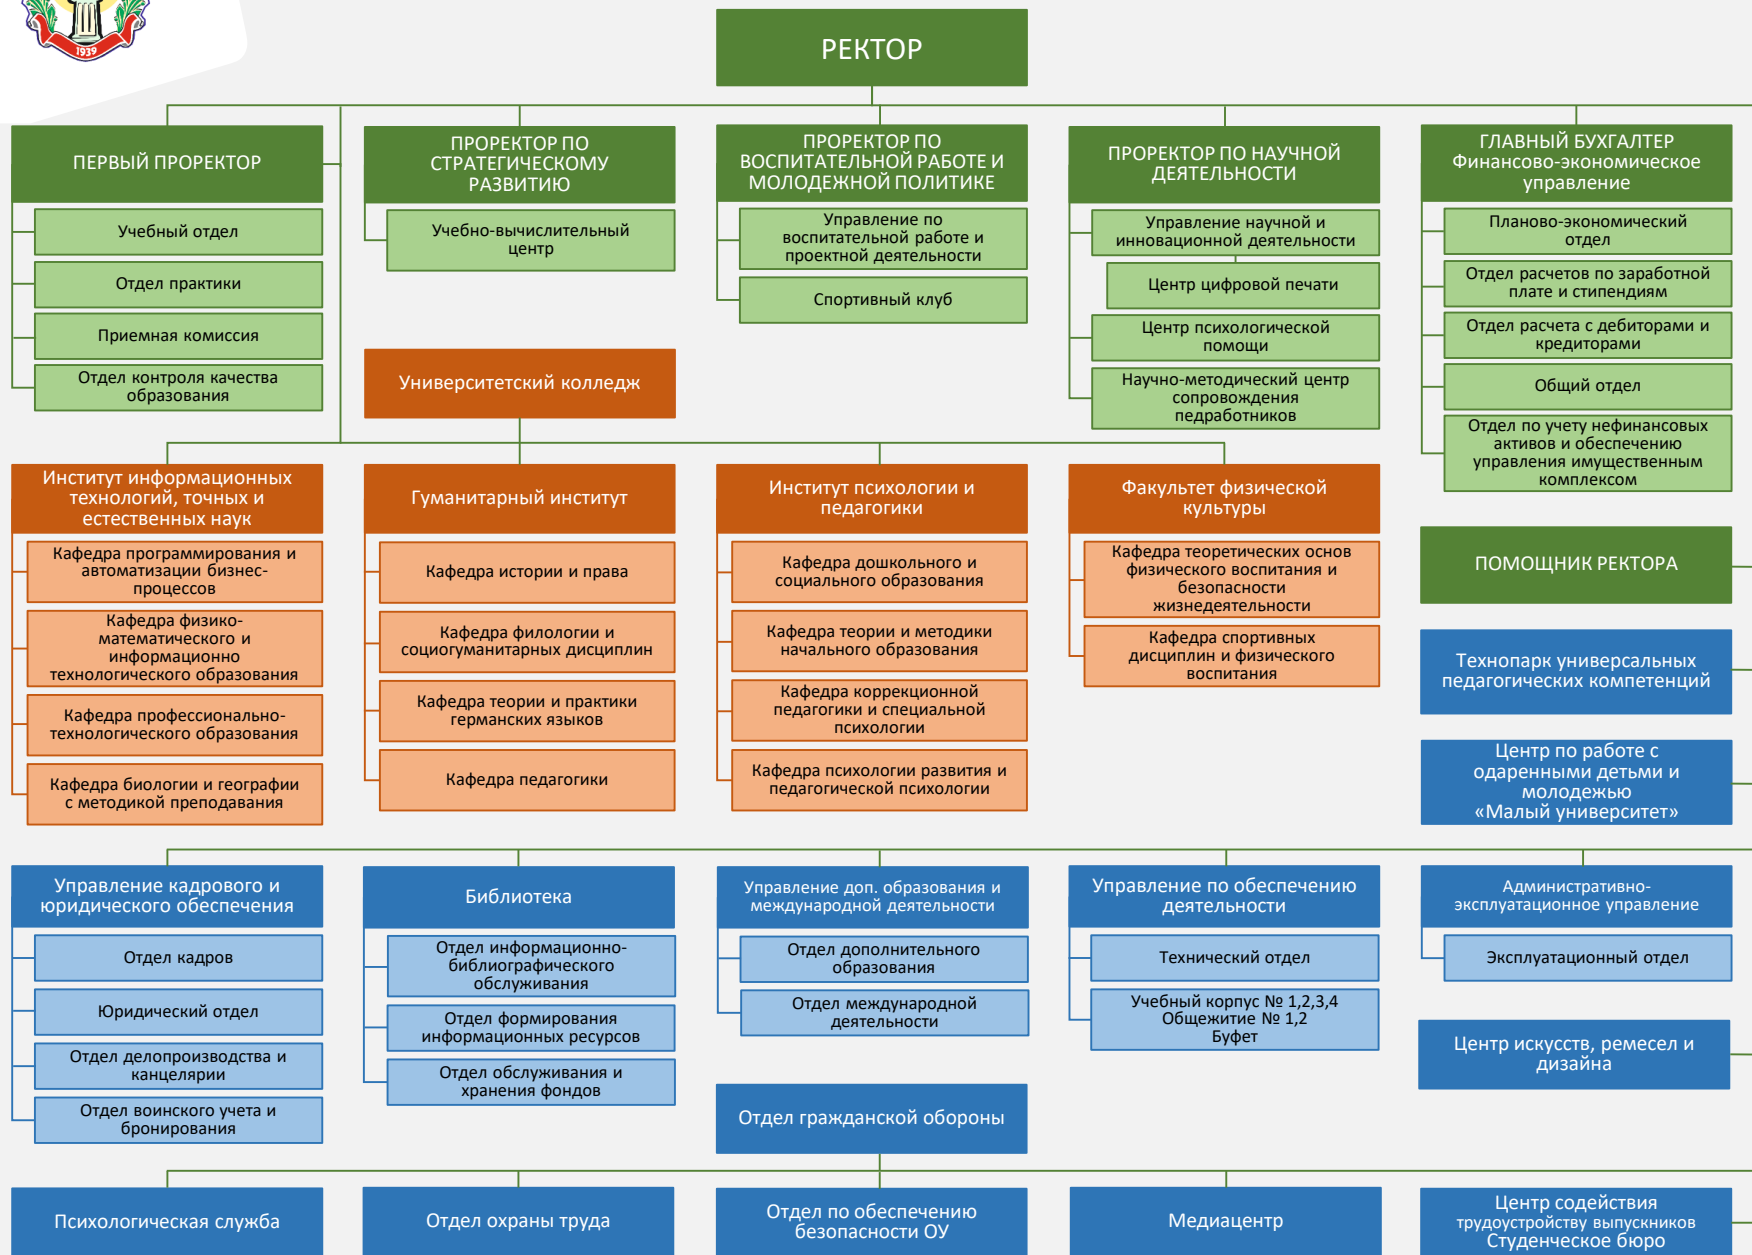 1939
РЕКТОР
ПЕРВЫЙ ПРОРЕКТОР
Учебный отдел
Отдел практики
Приемная комиссия
Отдел контроля качества
образования
ПРОРЕКТОР ПО
СТРАТЕГИЧЕСКОМУ
РАЗВИТИЮ
Учебно-вычислительный
центр
ПРОРЕКТОР ПО
ВОСПИТАТЕЛЬНОЙ РАБОТЕ И
МОЛОДЕЖНОЙ ПОЛИТИКЕ
Управление по
воспитательной работе и
проектной деятельности
Спортивный клуб
ПРОРЕКТОР ПО НАУЧНОЙ
ДЕЯТЕЛЬНОСТИ
Управление научной и
инновационной деятельности
Центр цифровой печати
Центр психологической
помощи
Научно-методический центр
сопровождения
педработников
ГЛАВНЫЙ БУХГАЛТЕР
Финансово-экономическое
управление
Планово-экономический
отдел
Отдел расчетов по заработной
плате и стипендиям
Отдел расчета с дебиторами и
кредиторами
Общий отдел
Отдел по учету нефинансовых
активов и обеспечению
управления имущественным
комплексом
Университетский колледж
Институт информационных
технологий, точных и
естественных наук
Кафедра программирования и
автоматизации бизнес-
процессов
Кафедра физико-
математического и
информационно
технологического образования
Кафедра профессионально-
технологического образования
Кафедра биологии и географии
с методикой преподавания
Гуманитарный институт
Кафедра истории и права
Кафедра филологии и
социогуманитарных дисциплин
Кафедра теории и практики
германских языков
Кафедра педагогики
Институт психологии и
педагогики
Кафедра дошкольного и
социального образования
Кафедра теории и методики
начального образования
Кафедра коррекционной
педагогики и специальной
психологии
Кафедра психологии развития и
педагогической психологии
Факультет физической
культуры
Кафедра теоретических основ
физического воспитания и
безопасности
жизнедеятельности
Кафедра спортивных
дисциплин и физического
воспитания
ПОМОЩНИК РЕКТОРА
Технопарк универсальных
педагогических компетенций
Центр по работе с
одаренными детьми и
молодежью
«Малый университет»
Управление кадрового и
юридического обеспечения
Отдел кадров
Юридический отдел
Отдел делопроизводства и
канцелярии
Отдел воинского учета и
бронирования
Библиотека
Отдел информационно-
библиографического
обслуживания
Отдел формирования
информационных ресурсов
Отдел обслуживания и
хранения фондов
Управление доп. образования и
международной деятельности
Отдел дополнительного
образования
Отдел международной
деятельности
Управление по обеспечению
деятельности
Технический отдел
Учебный корпус № 1,2,3,4
Общежитие № 1,2
Буфет
Административно-
эксплуатационное управление
Эксплуатационный отдел
Центр искусств, ремесел и
дизайна
Отдел гражданской обороны
Психологическая служба
Отдел охраны труда
Отдел по обеспечению
безопасности ОУ
Медиацентр
Центр содействия
трудоустройству выпускников
Студенческое бюро